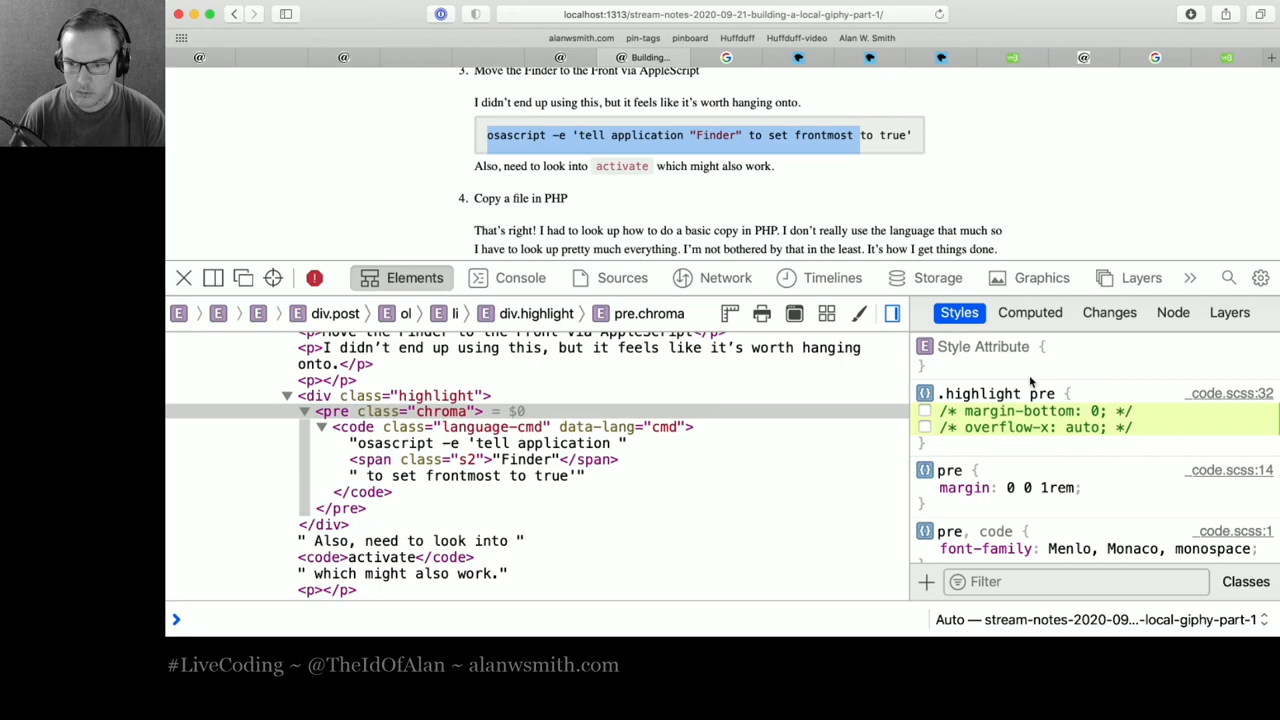 localhost:1313/stream-notes-2020-09-21-building-a-local-giphy-part-1/
alanwsmith.com pin-tags pinboard Huffduff Huffduff-video Alan W. Smith
@ @ @ @ Building... G @ G
3. Move the Finder to the Front via AppleScript
I didn't end up using this, but it feels like it's worth hanging onto.
osascript -e 'tell application "Finder" to set frontmost to true'
Also, need to look into activate which might also work.
4. Copy a file in PHP
That's right! I had to look up how to do a basic copy in PHP. I don't really use the language that much so
I have to look up pretty much everything. I'm not bothered by that in the least. It's how I get things done.
Elements Console Sources Network Timelines Storage Graphics Layers
E E E E div.post E ol E li E div.highlight E pre.chroma
Styles Computed Changes Node Layers
<p>Move the Finder to the Front via AppleScript</p>
<p>I didn't end up using this, but it feels like it's worth hanging
onto.</p>
<p></p>
<div class="highlight">
<pre class="chroma"> = $0
<code class="language-cmd" data-lang="cmd">
"osascript -e 'tell application "
<span class="s2">"Finder"</span>
" to set frontmost to true'"
</code>
</pre>
</div>
" Also, need to look into "
<code>activate</code>
" which might also work."
<p></p>
E Style Attribute {
}
.highlight pre { _code.scss:32
/* margin-bottom: 0; */
/* overflow-x: auto; */
}
pre { _code.scss:14
margin: 0 0 1rem;
}
pre, code { _code.scss:1
font-family: Menlo, Monaco, monospace;
Filter Classes
Auto — stream-notes-2020-09...-local-giphy-part-1
#LiveCoding ~ @TheIdOfAlan ~ alanwsmith.com